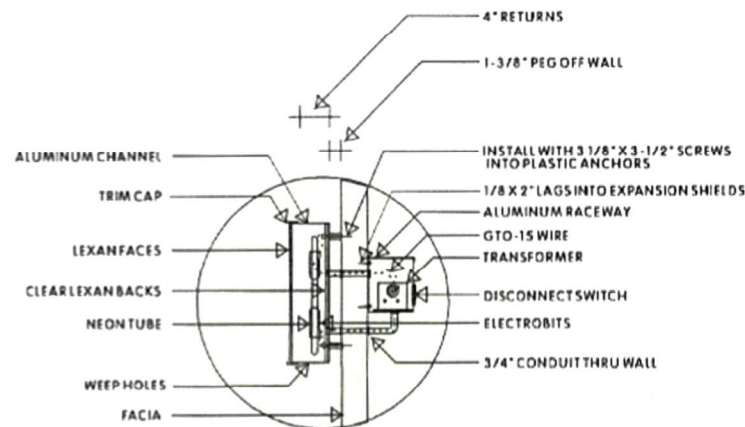 4" RETURNS
1-3/8" PEG OFF WALL
INSTALL WITH 3 1/8" X 3-1/2" SCREWS
INTO PLASTIC ANCHORS
1/8 X 2" LAGS INTO EXPANSION SHIELDS
ALUMINUM RACEWAY
GTO-15 WIRE
TRANSFORMER
DISCONNECT SWITCH
ELECTROBITS
3/4" CONDUIT THRU WALL
ALUMINUM CHANNEL
TRIM CAP
LEXAN FACES
CLEAR LEXAN BACKS
NEON TUBE
WEEP HOLES
FACIA